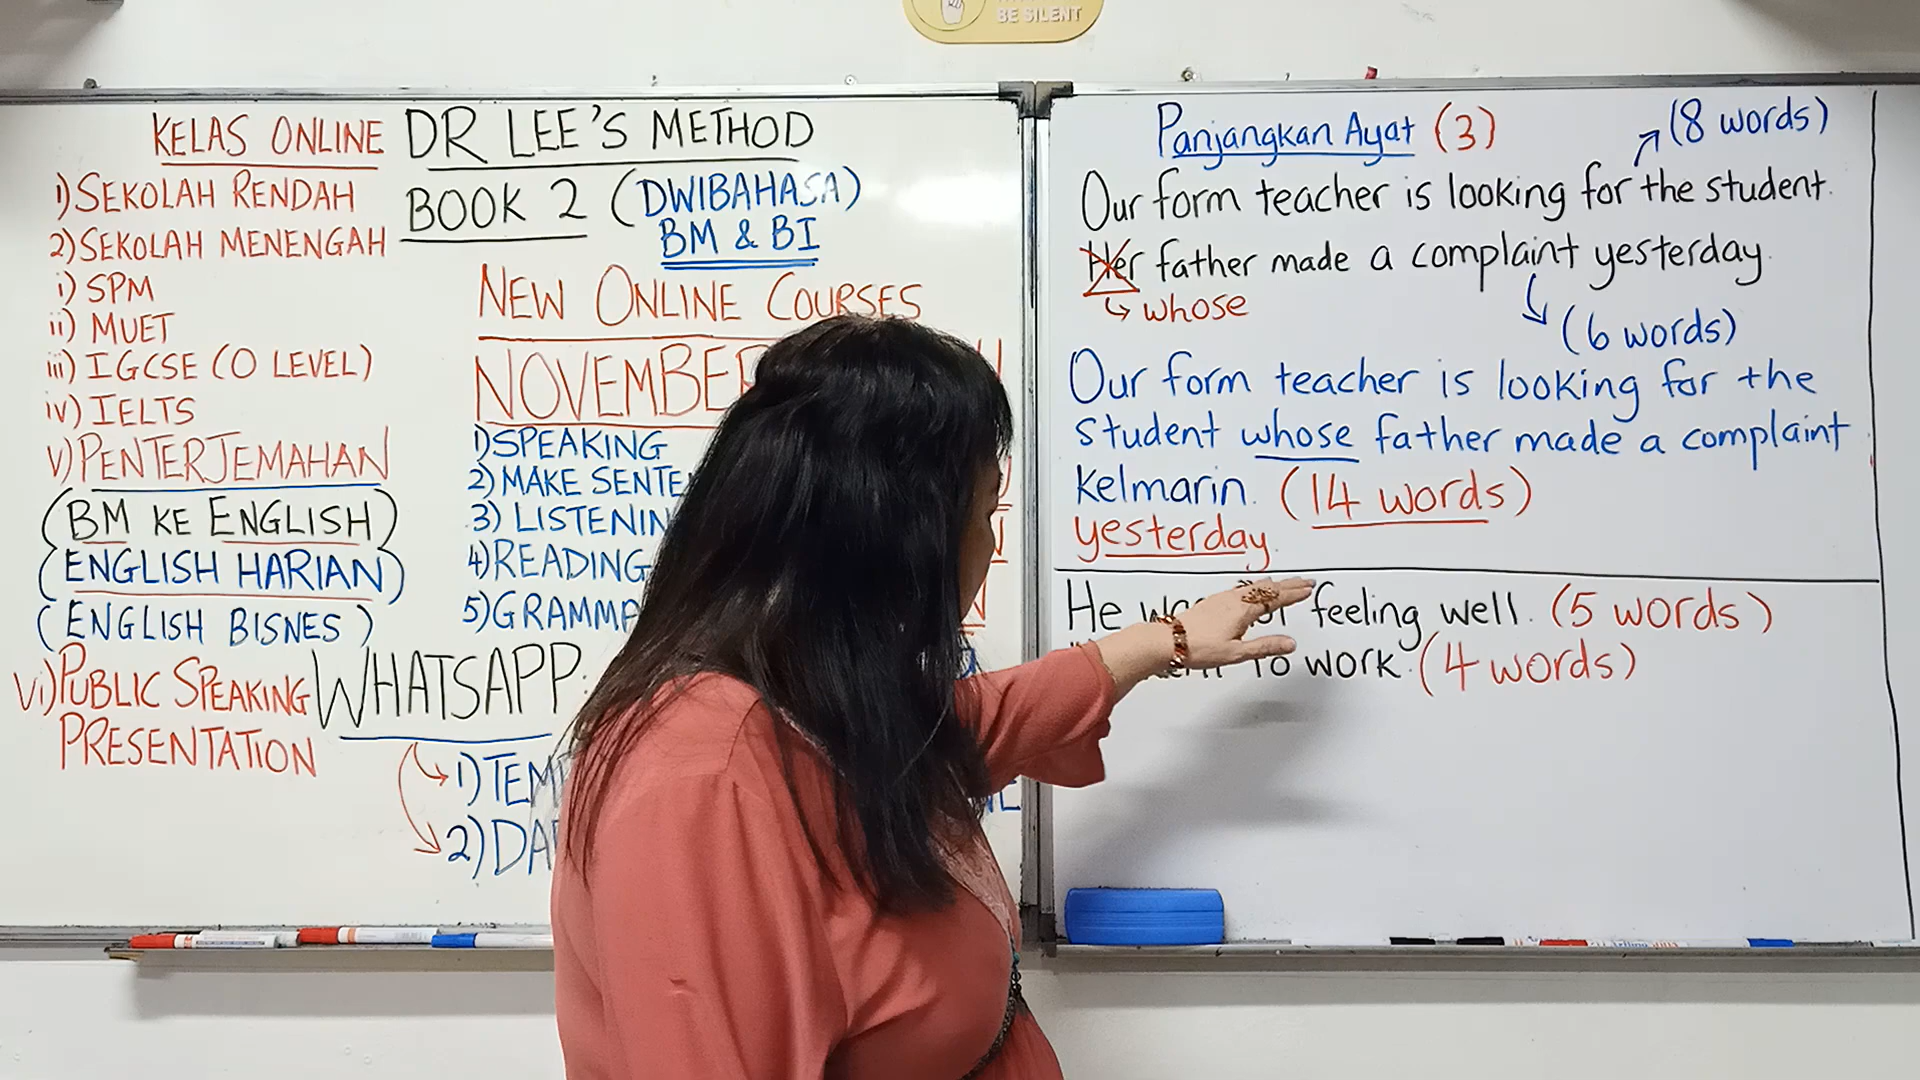 BE SILENT
KELAS ONLINE
1) SEKOLAH RENDAH
2) SEKOLAH MENENGAH
i) SPM
ii) MUET
iii) IGCSE (O LEVEL)
iv) IELTS
v) PENTERJEMAHAN
(BM KE ENGLISH)
(ENGLISH HARIAN)
(ENGLISH BISNES)
vi) PUBLIC SPEAKING
PRESENTATION
DR LEE'S METHOD
BOOK 2 (DWIBAHASA)
BM & BI
NEW ONLINE COURSES
NOVEMBER
1) SPEAKING
2) MAKE
3)
4) READING
5)
WHATSAPP:
1)
2)
Panjangkan Ayat (3)
(8 words)
Our form teacher is looking for the student.
Her father made a complaint yesterday.
whose
(6 words)
Our form teacher is looking for the
student whose father made a complaint
Kelmarin. (14 words)
yesterday.
He feeling well. (5 words)
to work. (4 words)